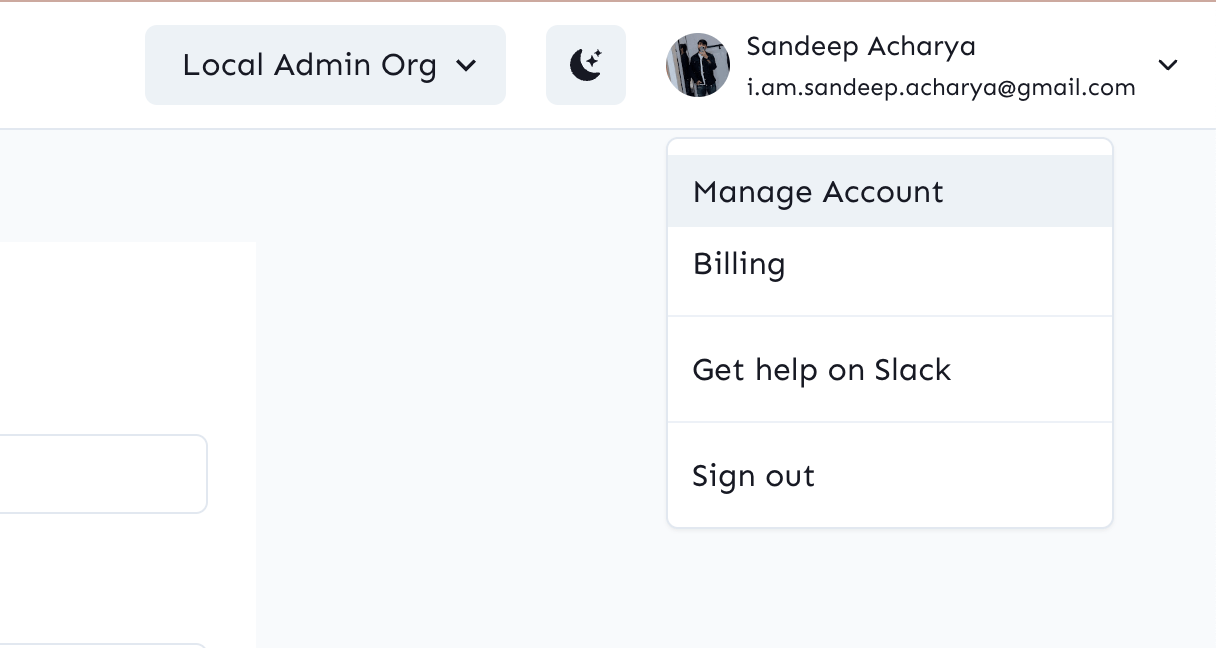 Local Admin Org
Sandeep Acharya
i.am.sandeep.acharya@gmail.com
Manage Account
Billing
Get help on Slack
Sign out